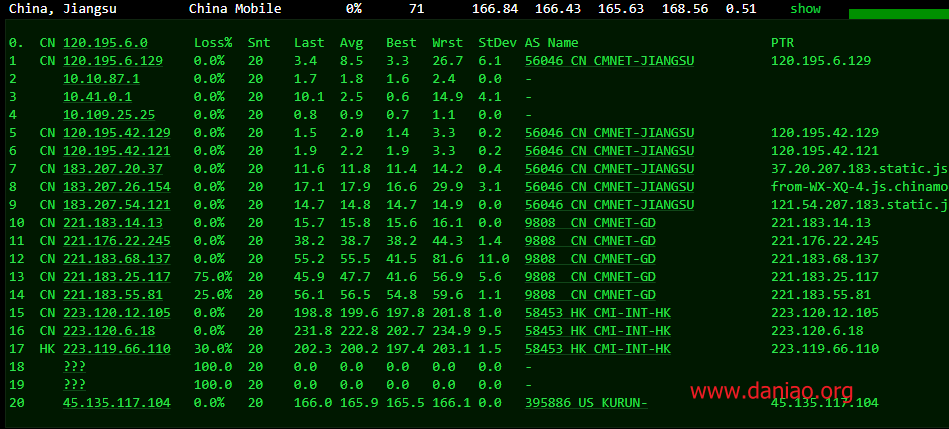 China, Jiangsu China Mobile 0% 71 166.84 166.43 165.63 168.56 0.51 show
0. CN 120.195.6.0 Loss% Snt Last Avg Best Wrst StDev AS Name PTR
1 CN 120.195.6.129 0.0% 20 3.4 8.5 3.3 26.7 6.1 56046 CN CMNET-JIANGSU 120.195.6.129
2 10.10.87.1 0.0% 20 1.7 1.8 1.6 2.4 0.0 -
3 10.41.0.1 0.0% 20 10.1 2.5 0.6 14.9 4.1 -
4 10.109.25.25 0.0% 20 0.8 0.9 0.7 1.1 0.0 -
5 CN 120.195.42.129 0.0% 20 1.5 2.0 1.4 3.3 0.2 56046 CN CMNET-JIANGSU 120.195.42.129
6 CN 120.195.42.121 0.0% 20 1.9 2.2 1.9 3.3 0.2 56046 CN CMNET-JIANGSU 120.195.42.121
7 CN 183.207.20.37 0.0% 20 11.6 11.8 11.4 14.2 0.4 56046 CN CMNET-JIANGSU 37.20.207.183.static.js
8 CN 183.207.26.154 0.0% 20 17.1 17.9 16.6 29.9 3.1 56046 CN CMNET-JIANGSU from-WX-XQ-4.js.chinamo
9 CN 183.207.54.121 0.0% 20 14.7 14.8 14.7 14.9 0.0 56046 CN CMNET-JIANGSU 121.54.207.183.static.j
10 CN 221.183.14.13 0.0% 20 15.7 15.8 15.6 16.1 0.0 9808 CN CMNET-GD 221.183.14.13
11 CN 221.176.22.245 0.0% 20 38.2 38.7 38.2 44.3 1.4 9808 CN CMNET-GD 221.176.22.245
12 CN 221.183.68.137 0.0% 20 55.2 55.5 41.5 81.6 11.0 9808 CN CMNET-GD 221.183.68.137
13 CN 221.183.25.117 75.0% 20 45.9 47.7 41.6 56.9 5.6 9808 CN CMNET-GD 221.183.25.117
14 CN 221.183.55.81 25.0% 20 56.1 56.5 54.8 59.6 1.1 9808 CN CMNET-GD 221.183.55.81
15 CN 223.120.12.105 0.0% 20 198.8 199.6 197.8 201.8 1.0 58453 HK CMI-INT-HK 223.120.12.105
16 CN 223.120.6.18 0.0% 20 231.8 222.8 202.7 234.9 9.5 58453 HK CMI-INT-HK 223.120.6.18
17 HK 223.119.66.110 30.0% 20 202.3 200.2 197.4 203.1 1.5 58453 HK CMI-INT-HK 223.119.66.110
18 ??? 100.0 20 0.0 0.0 0.0 0.0 0.0 -
19 ??? 100.0 20 0.0 0.0 0.0 0.0 0.0 -
www.daniao.org
20 45.135.117.104 0.0% 20 166.0 165.9 165.5 166.1 0.0 395886 US KURUN- 45.135.117.104